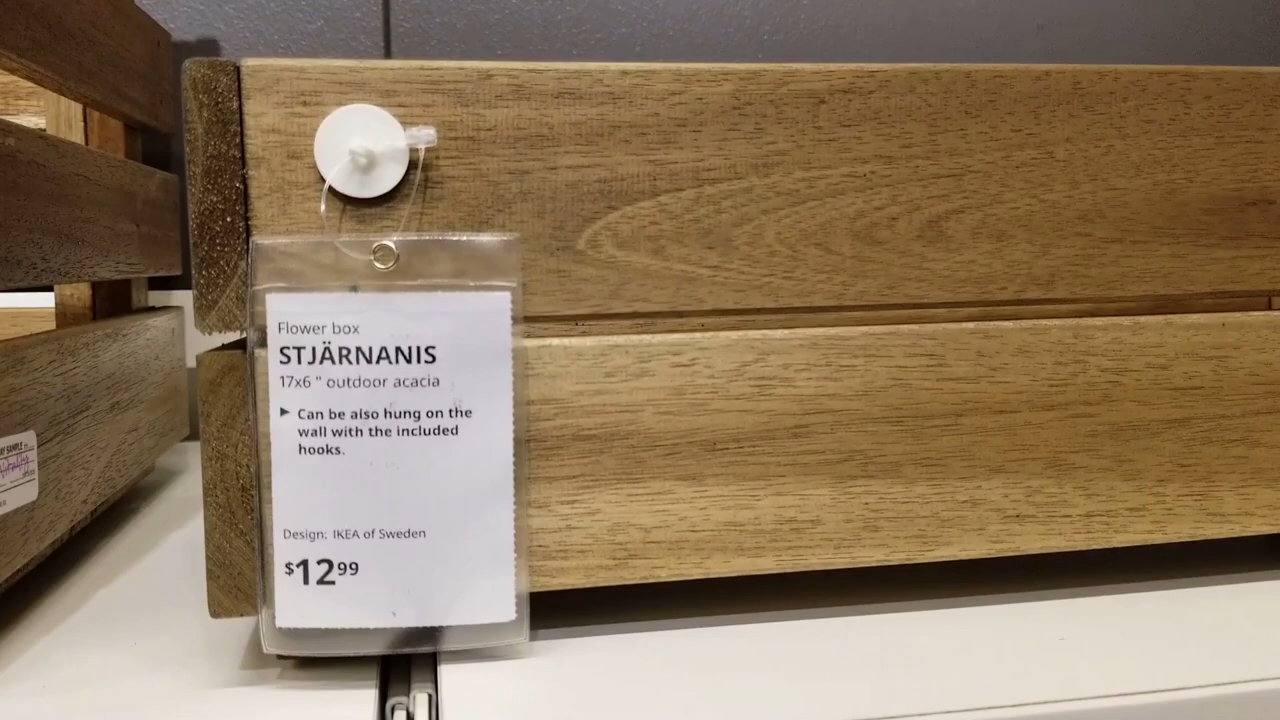 Flower box
STJÄRNANIS
17x6 " outdoor acacia
▶ Can be also hung on the
wall with the included
hooks.
Design: IKEA of Sweden
$12 99
SAMPLE